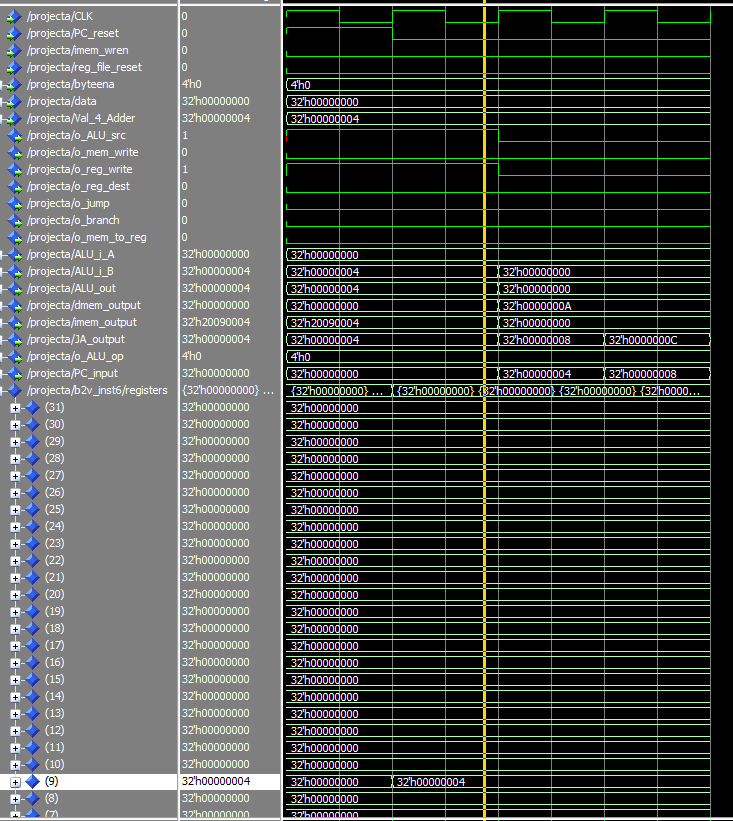 /projecta/CLK 0
/projecta/PC_reset 0
/projecta/imem_wren 0
/projecta/reg_file_reset 0
/projecta/byteena 4'h0 4'h0
/projecta/data 32'h00000000 32'h00000000
/projecta/Val_4_Adder 32'h00000004 32'h00000004
/projecta/o_ALU_src 1
/projecta/o_mem_write 0
/projecta/o_reg_write 1
/projecta/o_reg_dest 0
/projecta/o_jump 0
/projecta/o_branch 0
/projecta/o_mem_to_reg 0
/projecta/ALU_i_A 32'h00000000 32'h00000000
/projecta/ALU_i_B 32'h00000004 32'h00000004 32'h00000000
/projecta/ALU_out 32'h00000004 32'h00000004 32'h00000000
/projecta/dmem_output 32'h00000000 32'h00000000 32'h0000000A
/projecta/imem_output 32'h20090004 32'h20090004 32'h00000000
/projecta/JA_output 32'h00000004 32'h00000004 32'h00000008 32'h0000000C
/projecta/o_ALU_op 4'h0 4'h0
/projecta/PC_input 32'h00000000 32'h00000000 32'h00000004 32'h00000008
/projecta/b2v_inst6/registers {32'h00000000} ... {32'h00000000} ... {32'h00000000} {32'h00000000} {32'h00000000} {32'h0000...
(31) 32'h00000000 32'h00000000
(30) 32'h00000000 32'h00000000
(29) 32'h00000000 32'h00000000
(28) 32'h00000000 32'h00000000
(27) 32'h00000000 32'h00000000
(26) 32'h00000000 32'h00000000
(25) 32'h00000000 32'h00000000
(24) 32'h00000000 32'h00000000
(23) 32'h00000000 32'h00000000
(22) 32'h00000000 32'h00000000
(21) 32'h00000000 32'h00000000
(20) 32'h00000000 32'h00000000
(19) 32'h00000000 32'h00000000
(18) 32'h00000000 32'h00000000
(17) 32'h00000000 32'h00000000
(16) 32'h00000000 32'h00000000
(15) 32'h00000000 32'h00000000
(14) 32'h00000000 32'h00000000
(13) 32'h00000000 32'h00000000
(12) 32'h00000000 32'h00000000
(11) 32'h00000000 32'h00000000
(10) 32'h00000000 32'h00000000
(9) 32'h00000004 32'h00000000 32'h00000004
(8) 32'h00000000 32'h00000000
(7) 32'h00000000 32'h00000000